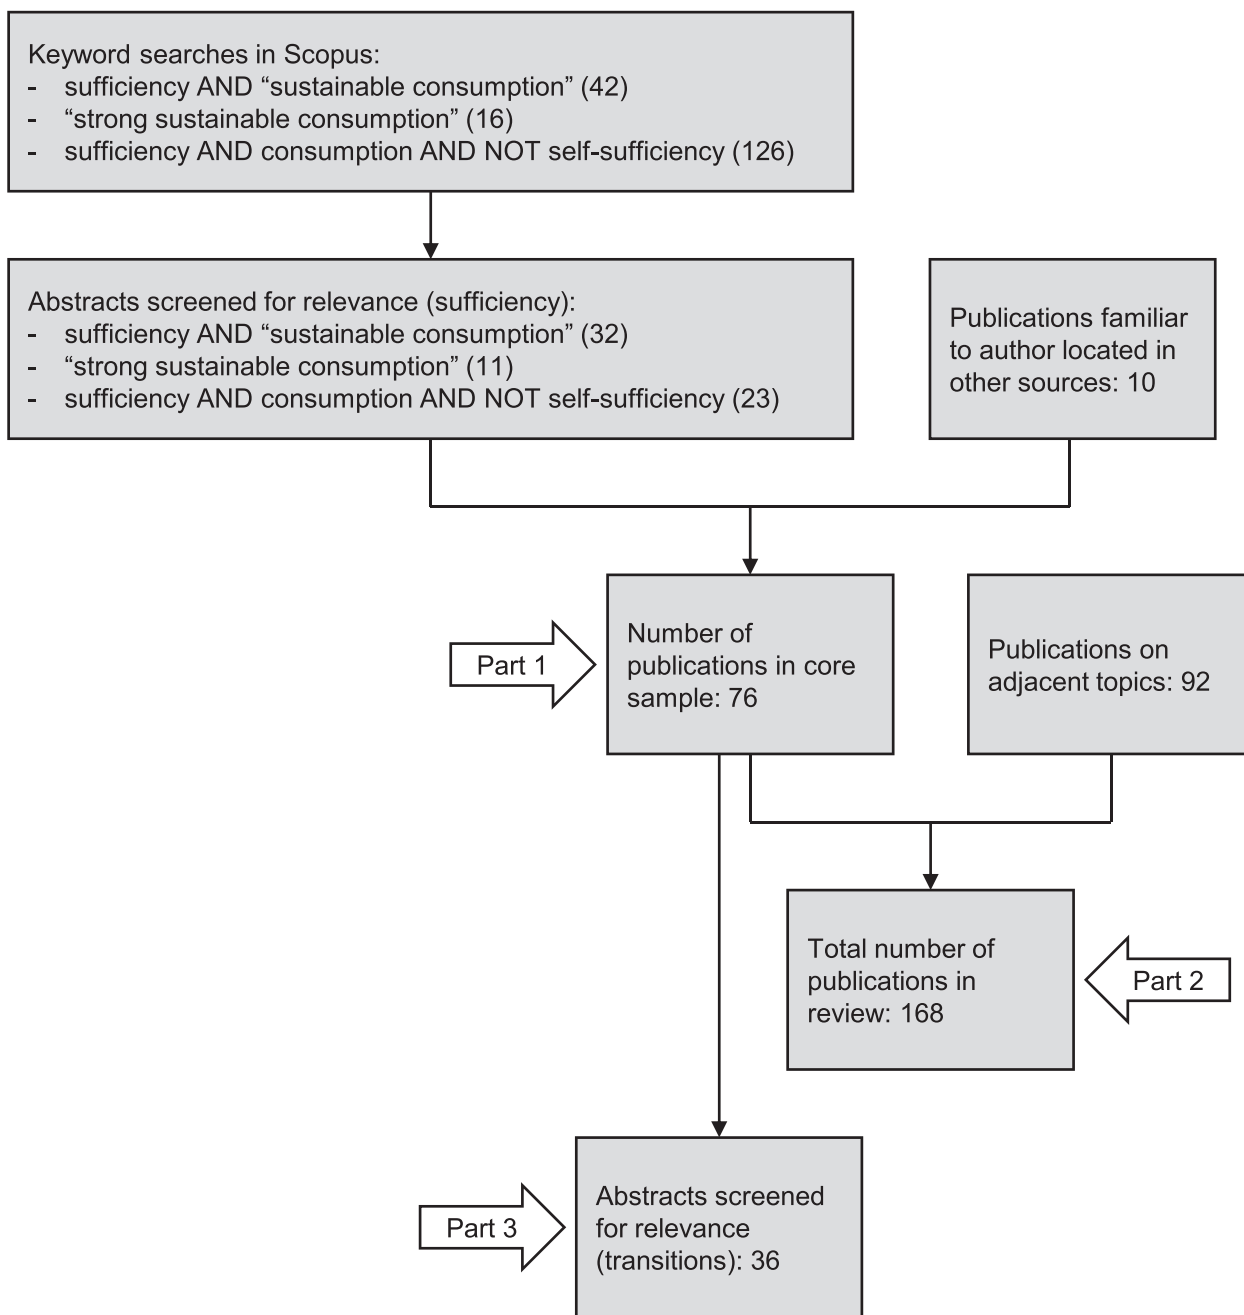 Keyword searches in Scopus:
- sufficiency AND “sustainable consumption” (42)
- “strong sustainable consumption” (16)
- sufficiency AND consumption AND NOT self-sufficiency (126)
Abstracts screened for relevance (sufficiency):
- sufficiency AND “sustainable consumption” (32)
- “strong sustainable consumption” (11)
- sufficiency AND consumption AND NOT self-sufficiency (23)
Publications familiar
to author located in
other sources: 10
Part 1
Number of
publications in core
sample: 76
Publications on
adjacent topics: 92
Total number of
publications in
review: 168
Part 2
Part 3
Abstracts screened
for relevance
(transitions): 36